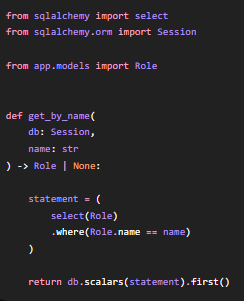 from sqlalchemy import select
from sqlalchemy.orm import Session

from app.models import Role


def get_by_name(
    db: Session,
    name: str
) -> Role | None:

    statement = (
        select(Role)
        .where(Role.name == name)
    )

    return db.scalars(statement).first()